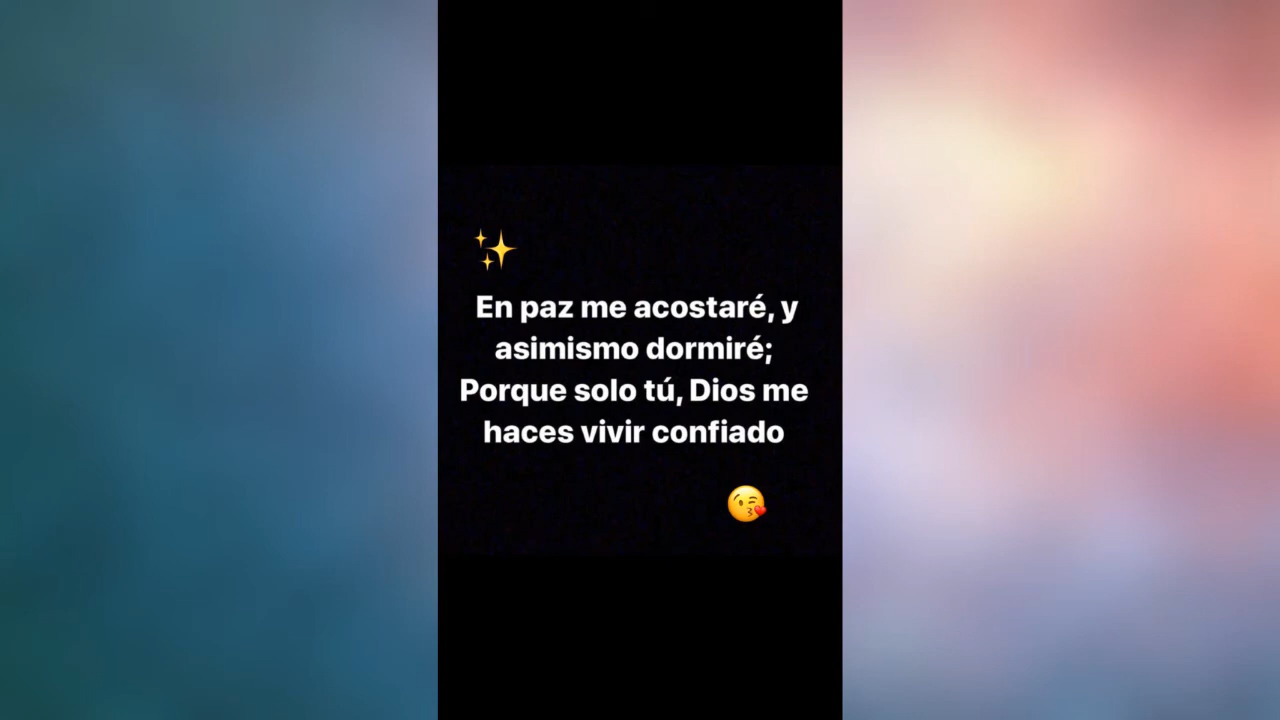 En paz me acostaré, y
asimismo dormiré;
Porque solo tú, Dios me
haces vivir confiado